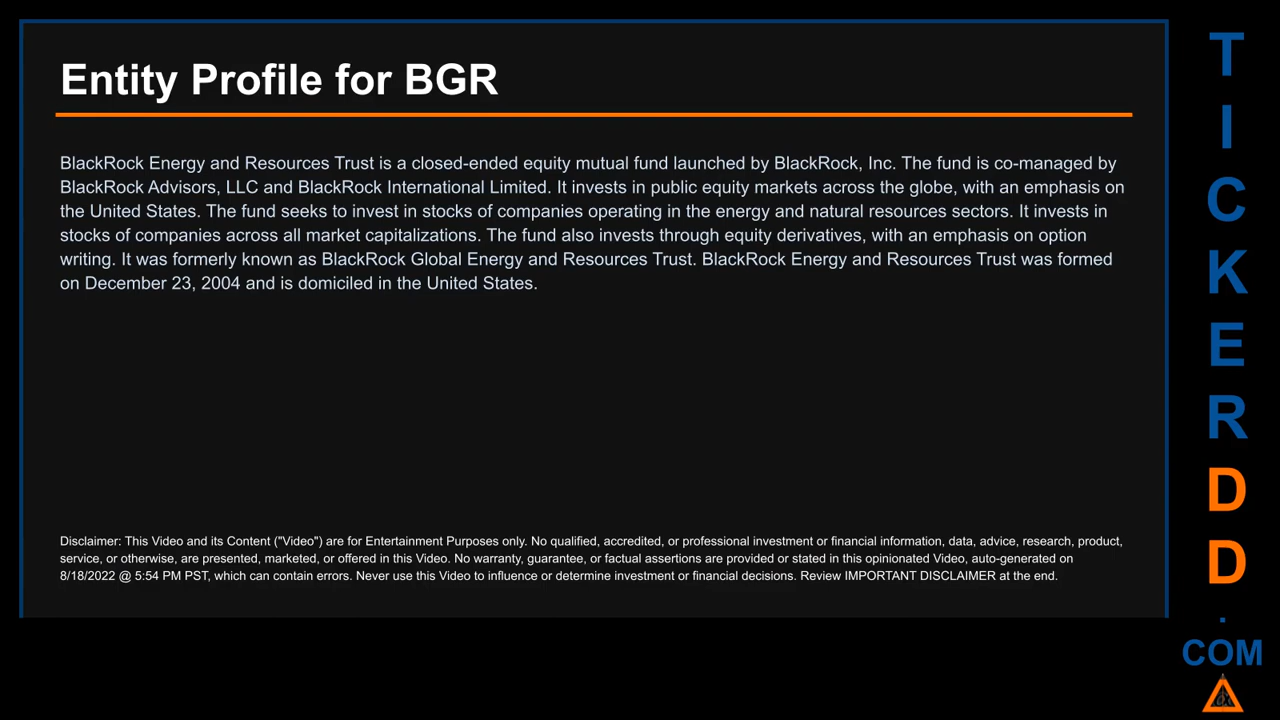 Entity Profile for BGR
BlackRock Energy and Resources Trust is a closed-ended equity mutual fund launched by BlackRock, Inc. The fund is co-managed by
BlackRock Advisors, LLC and BlackRock International Limited. It invests in public equity markets across the globe, with an emphasis on
the United States. The fund seeks to invest in stocks of companies operating in the energy and natural resources sectors. It invests in
stocks of companies across all market capitalizations. The fund also invests through equity derivatives, with an emphasis on option
writing. It was formerly known as BlackRock Global Energy and Resources Trust. BlackRock Energy and Resources Trust was formed
on December 23, 2004 and is domiciled in the United States.
Disclaimer: This Video and its Content ("Video") are for Entertainment Purposes only. No qualified, accredited, or professional investment or financial information, data, advice, research, product,
service, or otherwise, are presented, marketed, or offered in this Video. No warranty, guarantee, or factual assertions are provided or stated in this opinionated Video, auto-generated on
8/18/2022 @ 5:54 PM PST, which can contain errors. Never use this Video to influence or determine investment or financial decisions. Review IMPORTANT DISCLAIMER at the end.
T
I
C
K
E
R
D
D
.
COM